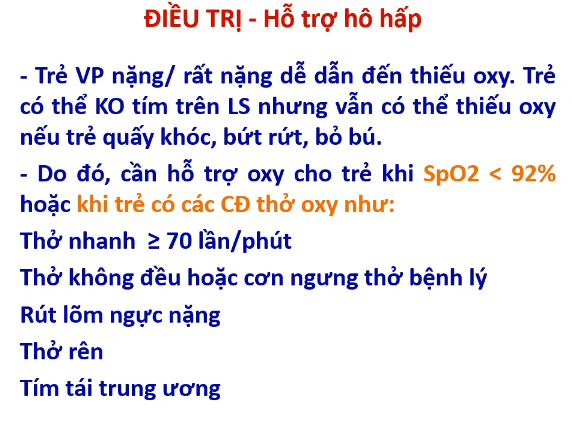 ĐIỀU TRỊ - Hỗ trợ hô hấp
- Trẻ VP nặng/ rất nặng dễ dẫn đến thiếu oxy. Trẻ
có thể KO tím trên LS nhưng vẫn có thể thiếu oxy
nếu trẻ quấy khóc, bứt rứt, bỏ bú.
- Do đó, cần hỗ trợ oxy cho trẻ khi SpO2 < 92%
hoặc khi trẻ có các CĐ thở oxy như:
Thở nhanh ≥ 70 lần/phút
Thở không đều hoặc cơn ngưng thở bệnh lý
Rút lõm ngực nặng
Thở rên
Tím tái trung ương